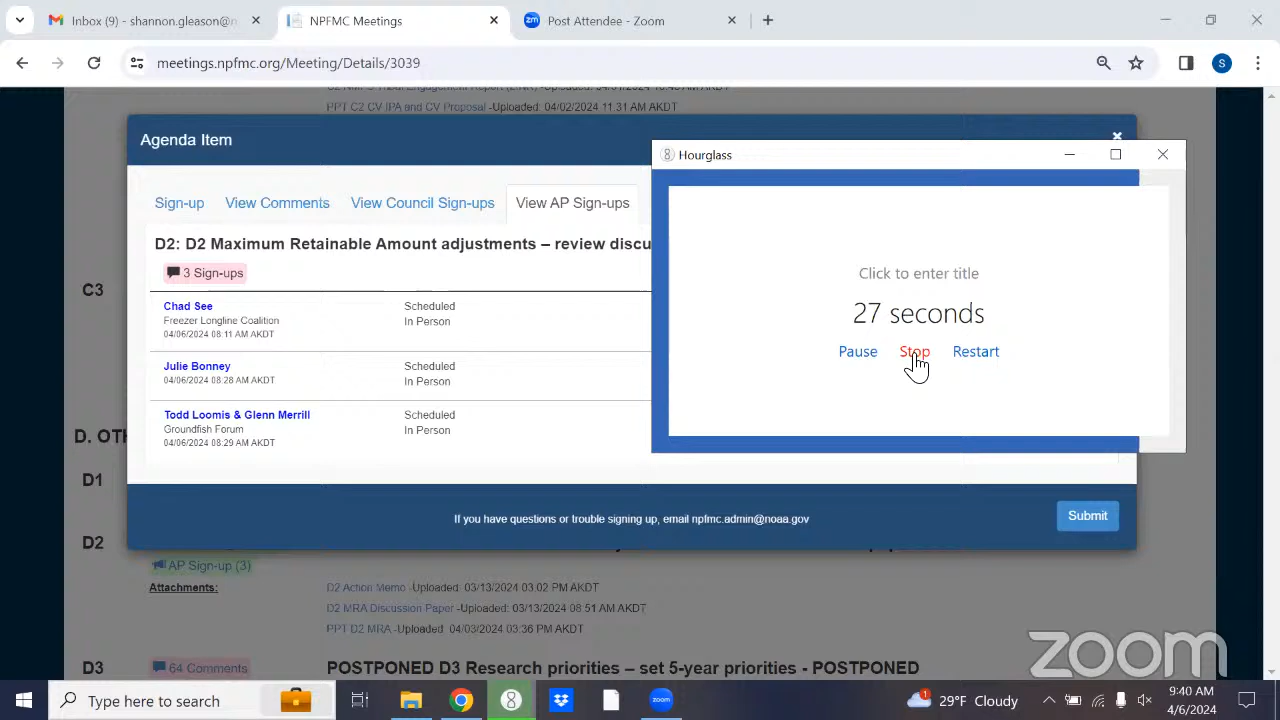 Inbox (9) - shannon.gleason@n
NPFMC Meetings
Post Attendee - Zoom
meetings.npfmc.org/Meeting/Details/3039
PPT C2 CV IPA and CV Proposal -Uploaded: 04/02/2024 11:31 AM AKDT
Agenda Item
Hourglass
Sign-up
View Comments
View Council Sign-ups
View AP Sign-ups
D2: D2 Maximum Retainable Amount adjustments – review discu
3 Sign-ups
Click to enter title
27 seconds
Pause
Stop
Restart
C3
Chad See
Freezer Longline Coalition
04/06/2024 08:11 AM AKDT
Scheduled
In Person
Julie Bonney
04/06/2024 08:28 AM AKDT
Scheduled
In Person
Todd Loomis & Glenn Merrill
Groundfish Forum
04/06/2024 08:29 AM AKDT
Scheduled
In Person
D. OTH
D1
If you have questions or trouble signing up, email npfmc.admin@noaa.gov
Submit
D2
AP Sign-up (3)
Attachments:
D2 Action Memo -Uploaded: 03/13/2024 03:02 PM AKDT
D2 MRA Discussion Paper -Uploaded: 03/13/2024 08:51 AM AKDT
PPT D2 MRA -Uploaded 04/03/2024 03:36 PM AKDT
D3
64 Comments
POSTPONED D3 Research priorities – set 5-year priorities - POSTPONED
zoom
Type here to search
zoom
29°F Cloudy
9:40 AM
4/6/2024